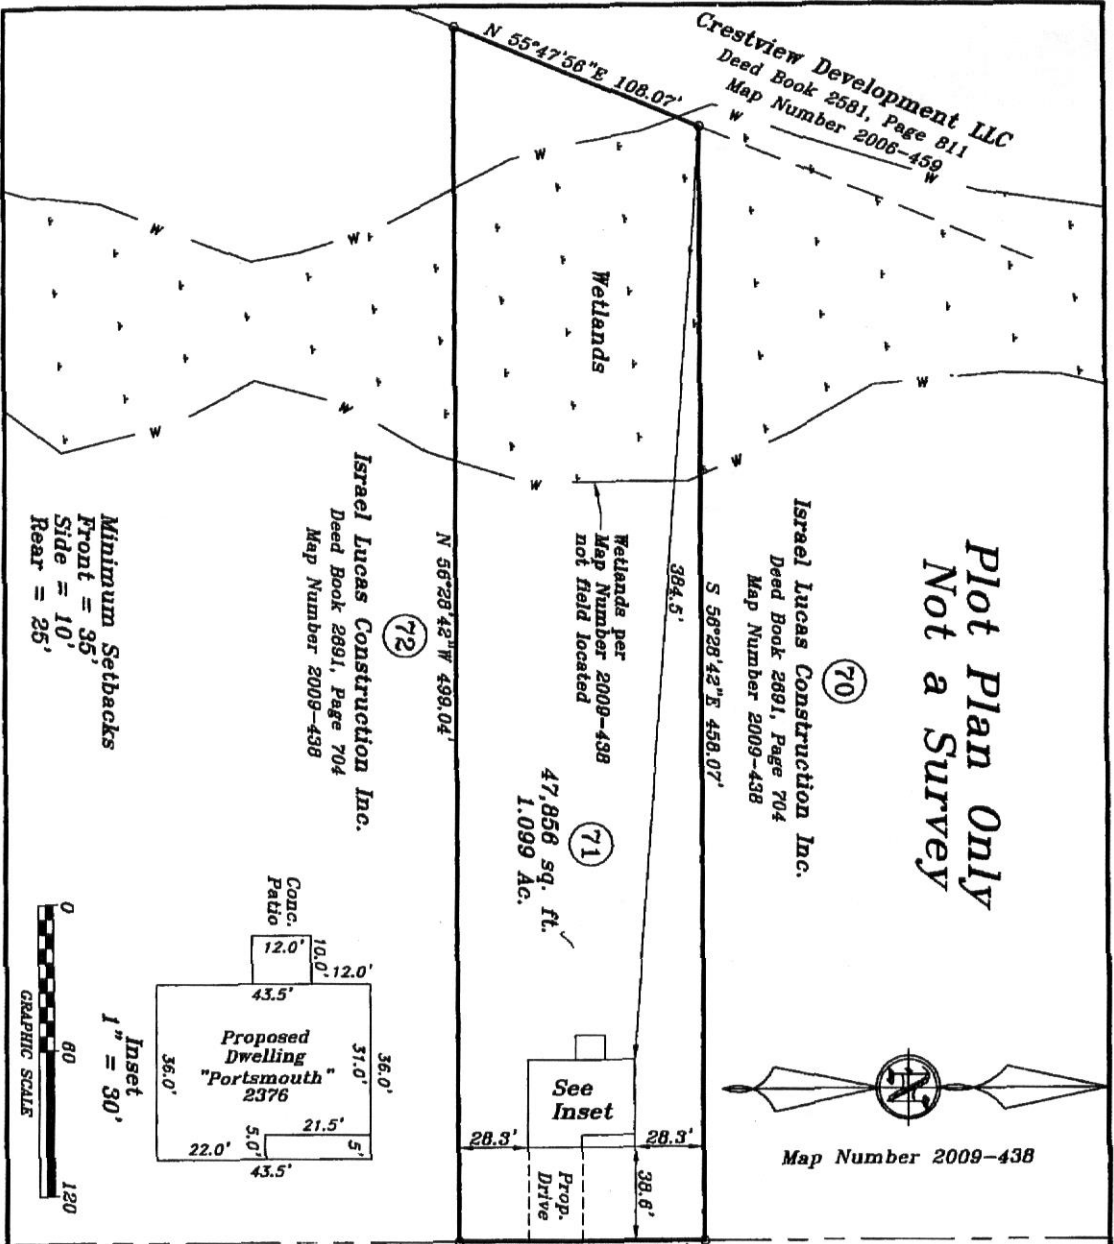 Crestview Development LLC
Deed Book 2581, Page 811
Map Number 2006-459
N 55°47'56"E 108.07'
W
W
W
W
W
Wetlands
W
W
W
W
W
Plot Plan Only
Not a Survey
Israel Lucas Construction Inc.
Deed Book 2691, Page 704
Map Number 2009-438
70
S 56°28'42"E 458.07'
384.5'
Wetlands per
Map Number 2009-438
not field located
N 56°28'42"W 499.04'
Israel Lucas Construction Inc.
Deed Book 2691, Page 704
Map Number 2009-438
72
Minimum Setbacks
Front = 35'
Side = 10'
Rear = 25'
71
47,856 sq. ft.
1.099 Ac.
Conc.
Patio
12.0'
10.0'
12.0'
43.5'
Proposed
Dwelling
"Portsmouth"
2376
36.0'
31.0'
36.0'
21.5'
5.0'
5'
22.0'
43.5'
Inset
1" = 30'
0
60
120
GRAPHIC SCALE
See
Inset
28.3'
28.3'
38.6'
Prop.
Drive
N
Map Number 2009-438